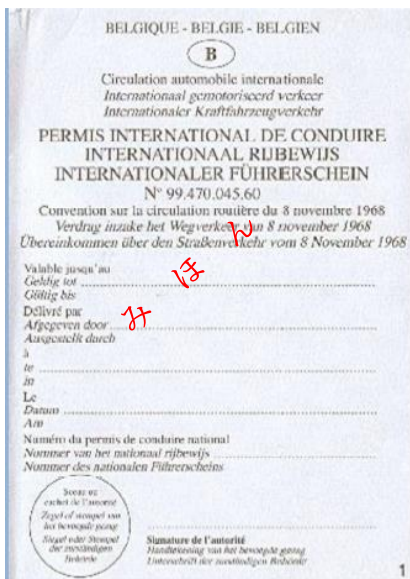 BELGIQUE - BELGIE - BELGIEN
B
Circulation automobile internationale
Internationaal gemotoriseerd verkeer
Internationaler Kraftfahrzeugverkehr
PERMIS INTERNATIONAL DE CONDUIRE
INTERNATIONAAL RIJBEWIJS
INTERNATIONALER FÜHRERSCHEIN
N° 99.470.045.60
Convention sur la circulation routière du 8 novembre 1968
Verdrag inzake het Wegverkeer van 8 november 1968
Übereinkommen über den Straßenverkehr vom 8 November 1968
みほん
Valable jusqu'au
Geldig tot
Gültig bis
Délivré par
Afgegeven door
Ausgestellt durch
à
te
in
Le
Datum
Am
Numéro du permis de conduire national
Nommer van het nationaal rijbewijs
Nommer des nationalen Führerscheins
Sceau ou
cachet de l'autorité
Zegel of stempel van
het bevoegde gezag
Siegel oder Stempel
der zuständigen
Behörde
Signature de l'autorité
Handtekening van het bevoegde gezag
Unterschrift der zuständigen Behörde
1